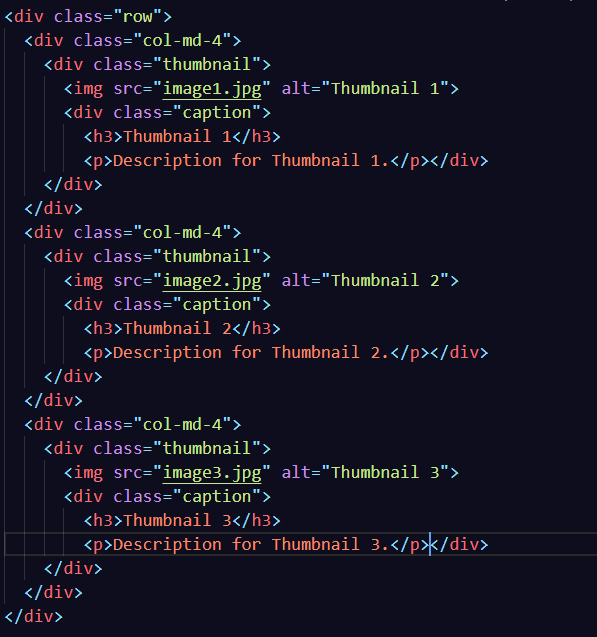 <div class="row">
  <div class="col-md-4">
    <div class="thumbnail">
      <img src="image1.jpg" alt="Thumbnail 1">
      <div class="caption">
        <h3>Thumbnail 1</h3>
        <p>Description for Thumbnail 1.</p></div>
    </div>
  </div>
  <div class="col-md-4">
    <div class="thumbnail">
      <img src="image2.jpg" alt="Thumbnail 2">
      <div class="caption">
        <h3>Thumbnail 2</h3>
        <p>Description for Thumbnail 2.</p></div>
    </div>
  </div>
  <div class="col-md-4">
    <div class="thumbnail">
      <img src="image3.jpg" alt="Thumbnail 3">
      <div class="caption">
        <h3>Thumbnail 3</h3>
        <p>Description for Thumbnail 3.</p></div>
    </div>
  </div>
</div>